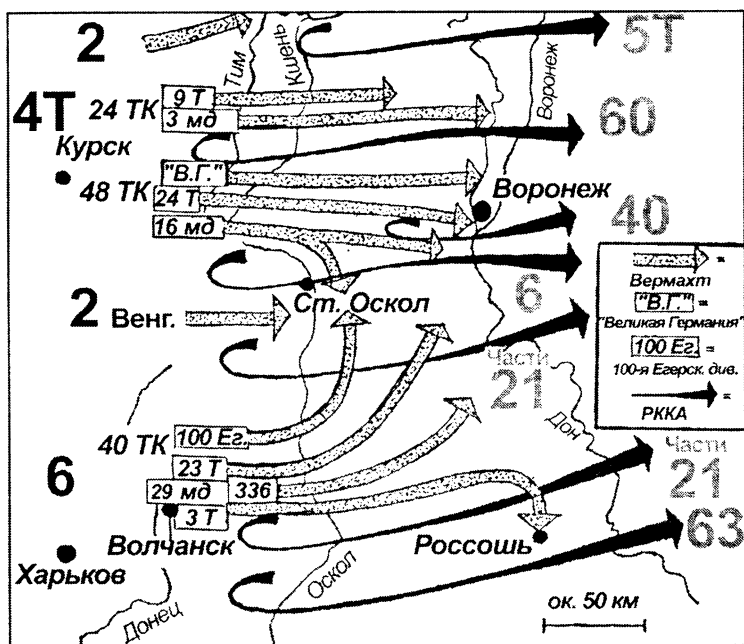 2
Тим
Кшень
Воронеж
5Т
4Т
24 ТК
9 Т
3 мд
60
Курск
48 ТК
"В.Г."
24 Т
16 мд
Воронеж
40
Ст. Оскол
6
2 Венг.
Части
21
Дон
40 ТК
100 Ег.
6
23 Т
29 мд
336
3 Т
Волчанск
Харьков
Донец
Оскол
Россошь
Части
21
63
ок. 50 км
=
Вермахт
"В.Г." =
"Великая Германия"
100 Ег. =
100-я Егерск. див.
=
РККА